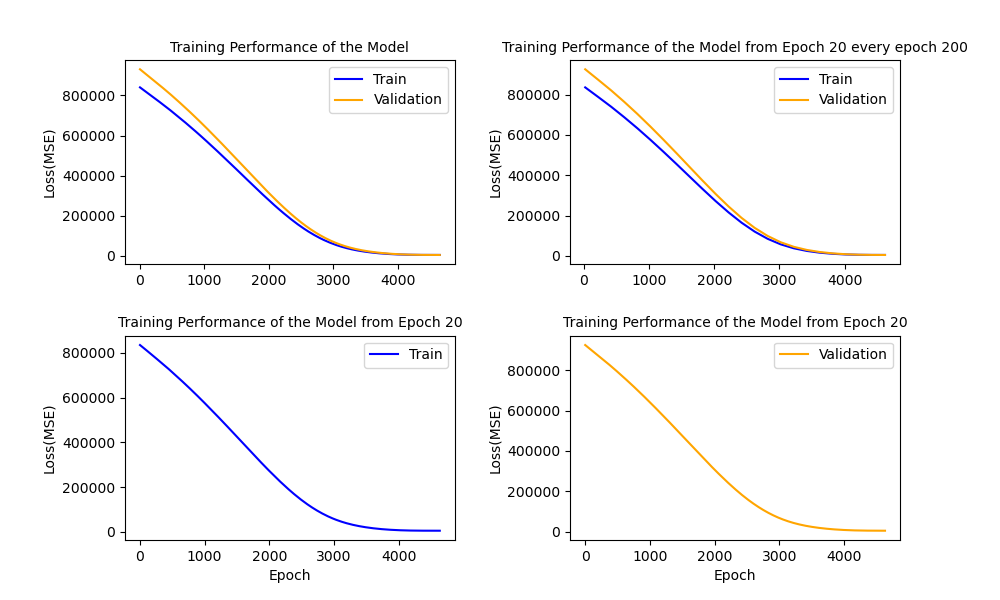 Training Performance of the Model
Loss(MSE)
800000
600000
400000
200000
0
0 1000 2000 3000 4000
Train
Validation
Training Performance of the Model from Epoch 20 every epoch 200
Loss(MSE)
800000
600000
400000
200000
0
0 1000 2000 3000 4000
Train
Validation
Training Performance of the Model from Epoch 20
Loss(MSE)
800000
600000
400000
200000
0
0 1000 2000 3000 4000
Epoch
Train
Training Performance of the Model from Epoch 20
Loss(MSE)
800000
600000
400000
200000
0
0 1000 2000 3000 4000
Epoch
Validation